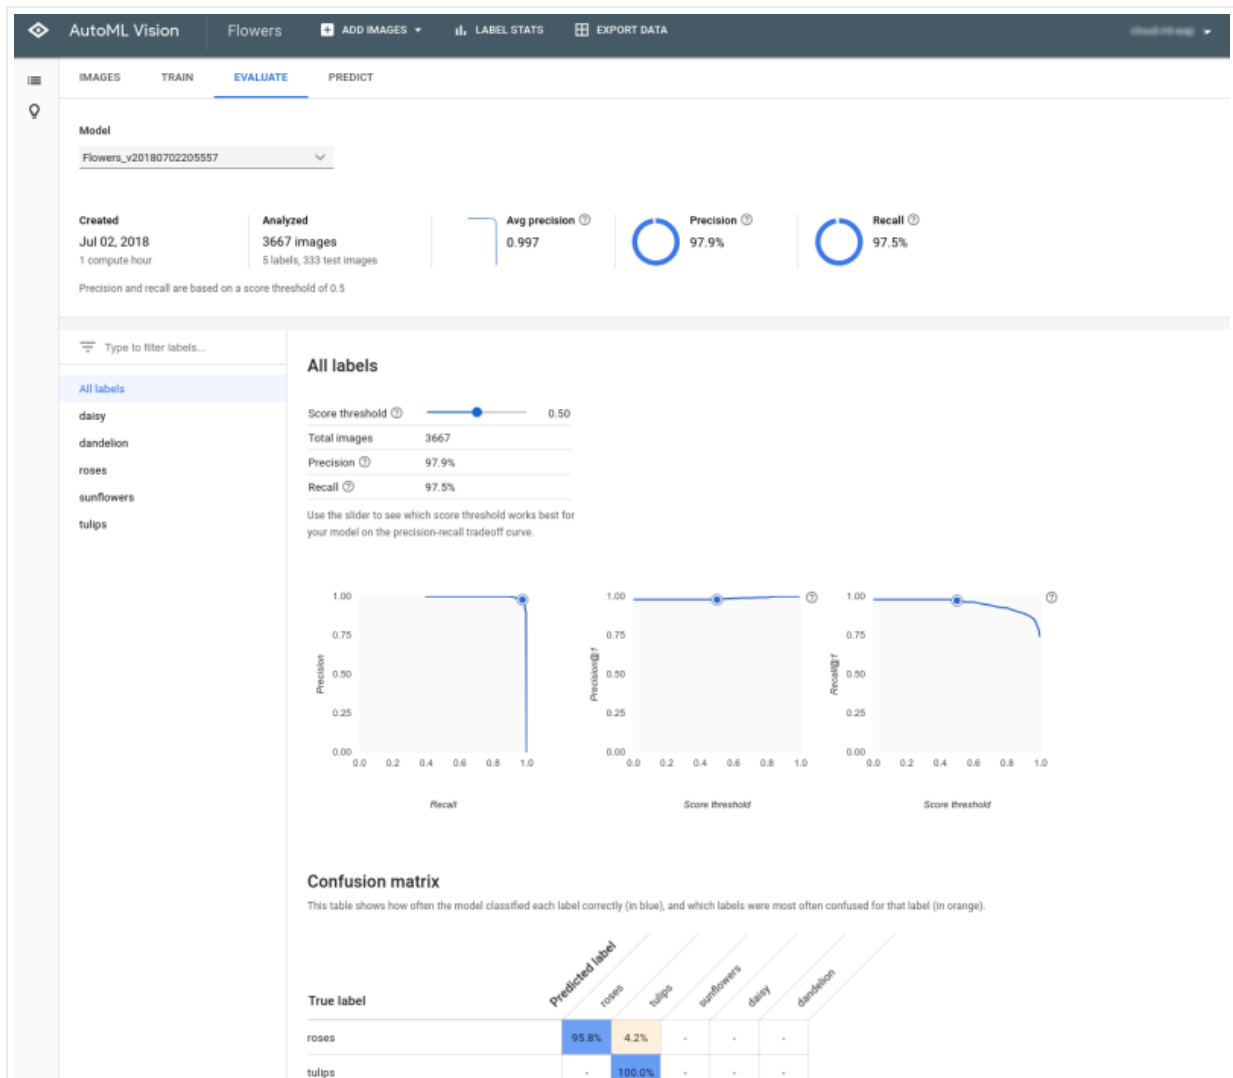 AutoML Vision
Flowers
ADD IMAGES
LABEL STATS
EXPORT DATA
IMAGES
TRAIN
EVALUATE
PREDICT
Model
Flowers_v20180702205557
Created
Jul 02, 2018
1 compute hour
Analyzed
3667 images
5 labels, 333 test images
Avg precision
0.997
Precision
97.9%
Recall
97.5%
Precision and recall are based on a score threshold of 0.5
Type to filter labels...
All labels
daisy
dandelion
roses
sunflowers
tulips
All labels
Score threshold 0.50
Total images 3667
Precision 97.9%
Recall 97.5%
Use the slider to see which score threshold works best for
your model on the precision-recall tradeoff curve.
1.00
0.75
0.50
0.25
0.00
Precision
0.0 0.2 0.4 0.6 0.8 1.0
Recall
1.00
0.75
0.50
0.25
0.00
Precision@1
0.0 0.2 0.4 0.6 0.8 1.0
Score threshold
1.00
0.75
0.50
0.25
0.00
Recall@1
0.0 0.2 0.4 0.6 0.8 1.0
Score threshold
Confusion matrix
This table shows how often the model classified each label correctly (in blue), and which labels were most often confused for that label (in orange).
True label
Predicted label
roses
tulips
sunflowers
daisy
dandelion
roses 95.8% 4.2% - - -
tulips - 100.0% - - -